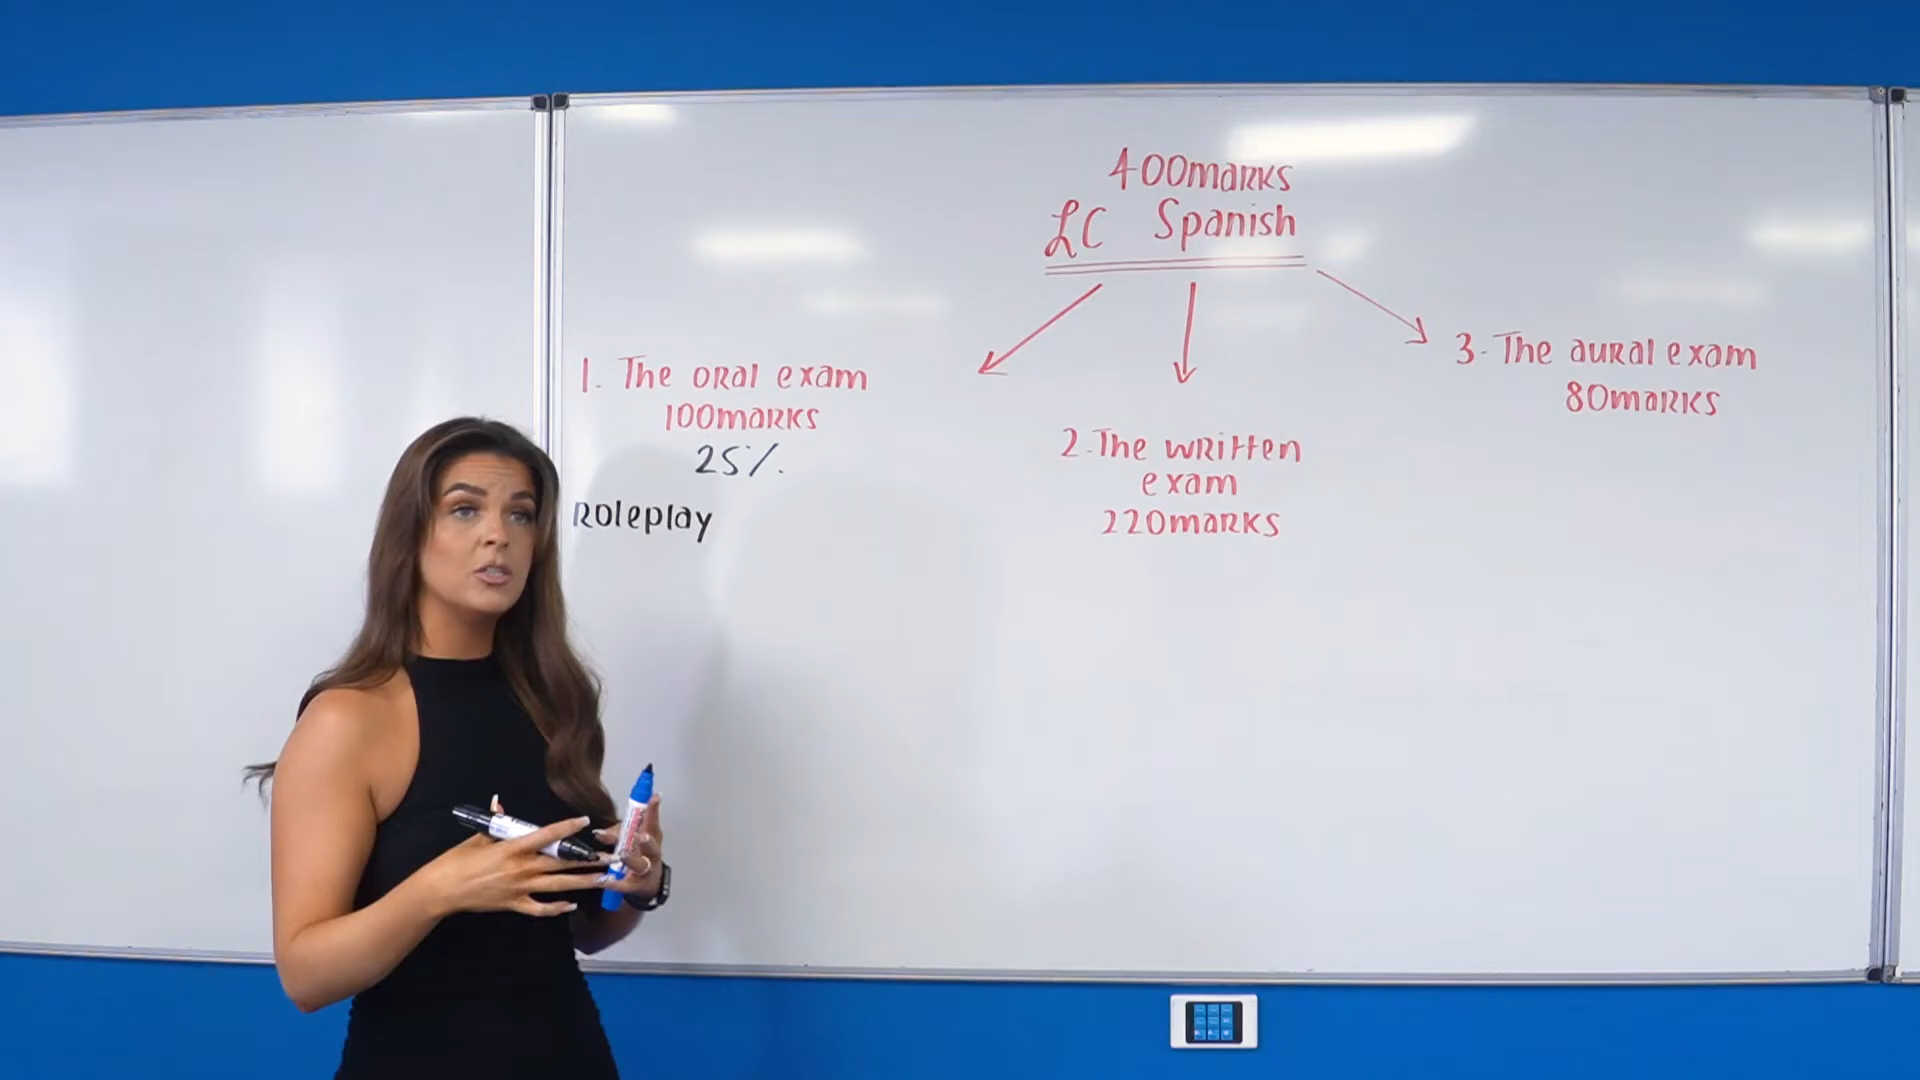 400marks
LC Spanish
1. The oral exam
100marks
25%
Roleplay
2. The written
exam
220marks
3. The aural exam
80marks